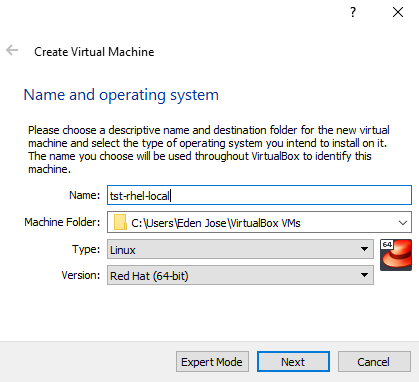 ?
Create Virtual Machine
Name and operating system
Please choose a descriptive name and destination folder for the new virtual
machine and select the type of operating system you intend to install on it.
The name you choose will be used throughout VirtualBox to identify this
machine.
Name: tst-rhel-local
Machine Folder: C:\Users\Eden Jose\VirtualBox VMs
Type: Linux
64
Version: Red Hat (64-bit)
Expert Mode Next Cancel